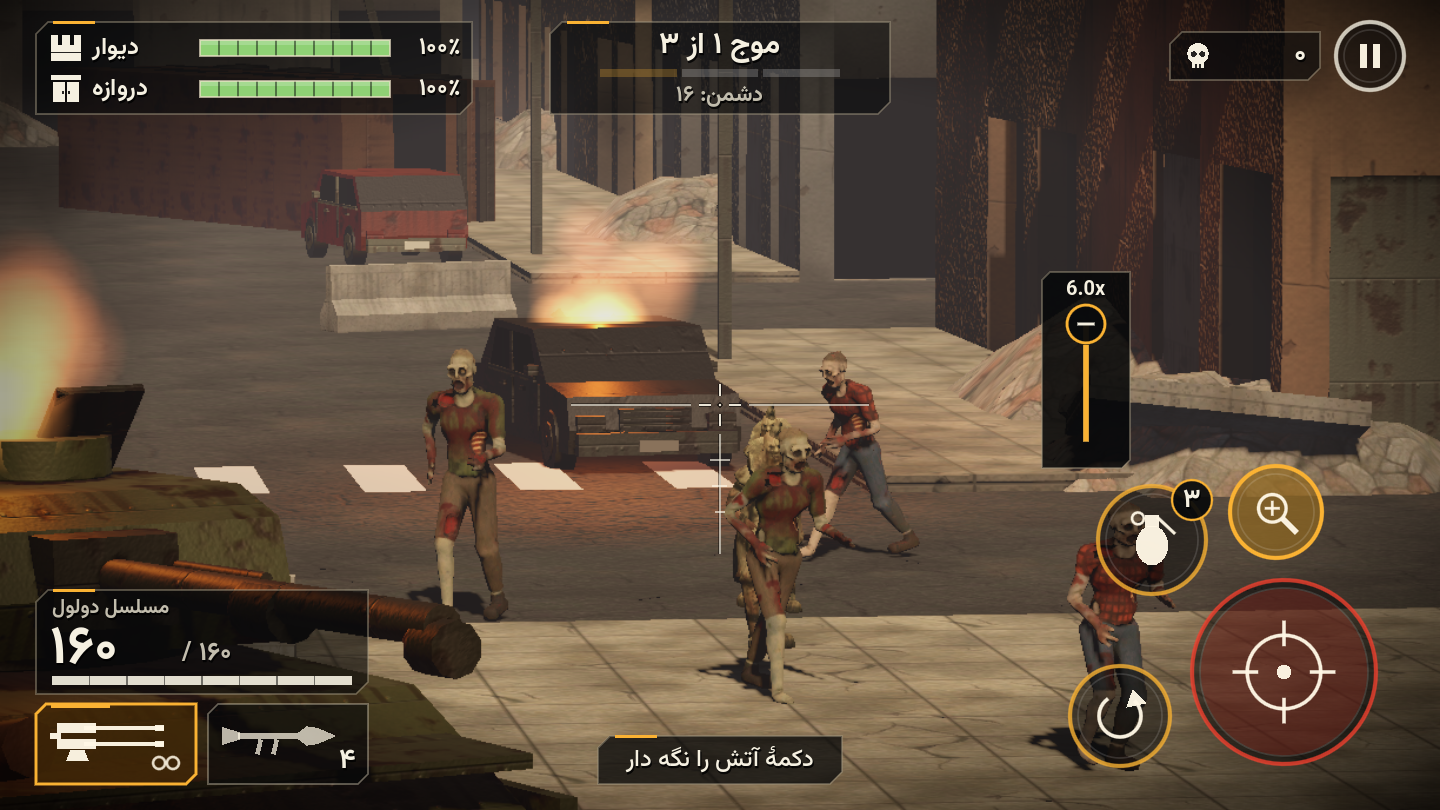 دیوار ۱۰۰٪
دروازه ۱۰۰٪
موج ۱ از ۳
دشمن: ۱۶
۰
6.0x
۳
مسلسل دولول
۱۶۰ / ۱۶۰
∞
۴
دکمهٔ آتش را نگه دار